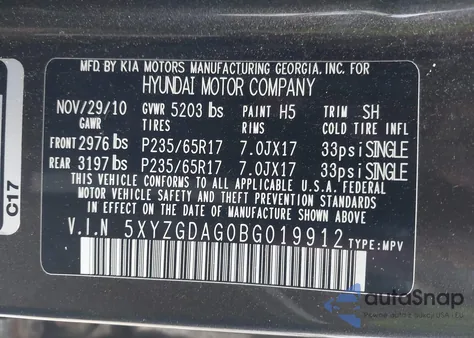 MFD. BY KIA MOTORS MANUFACTURING GEORGIA, INC. FOR
HYUNDAI MOTOR COMPANY
NOV/29/10 GVWR 5203 lbs PAINT H5 TRIM SH
GAWR TIRES RIMS COLD TIRE INFL
FRONT 2976 lbs P235/65R17 7.0JX17 33psi SINGLE
REAR 3197 lbs P235/65R17 7.0JX17 33psi SINGLE
THIS VEHICLE CONFORMS TO ALL APPLICABLE U.S.A. FEDERAL
MOTOR VEHICLE SAFETY AND THEFT PREVENTION STANDARDS
IN EFFECT ON THE DATE OF MANUFACTURE SHOWN ABOVE.
V.I.N 5XYZGDAG0BG019912 TYPE: MPV
C17
autoSnap